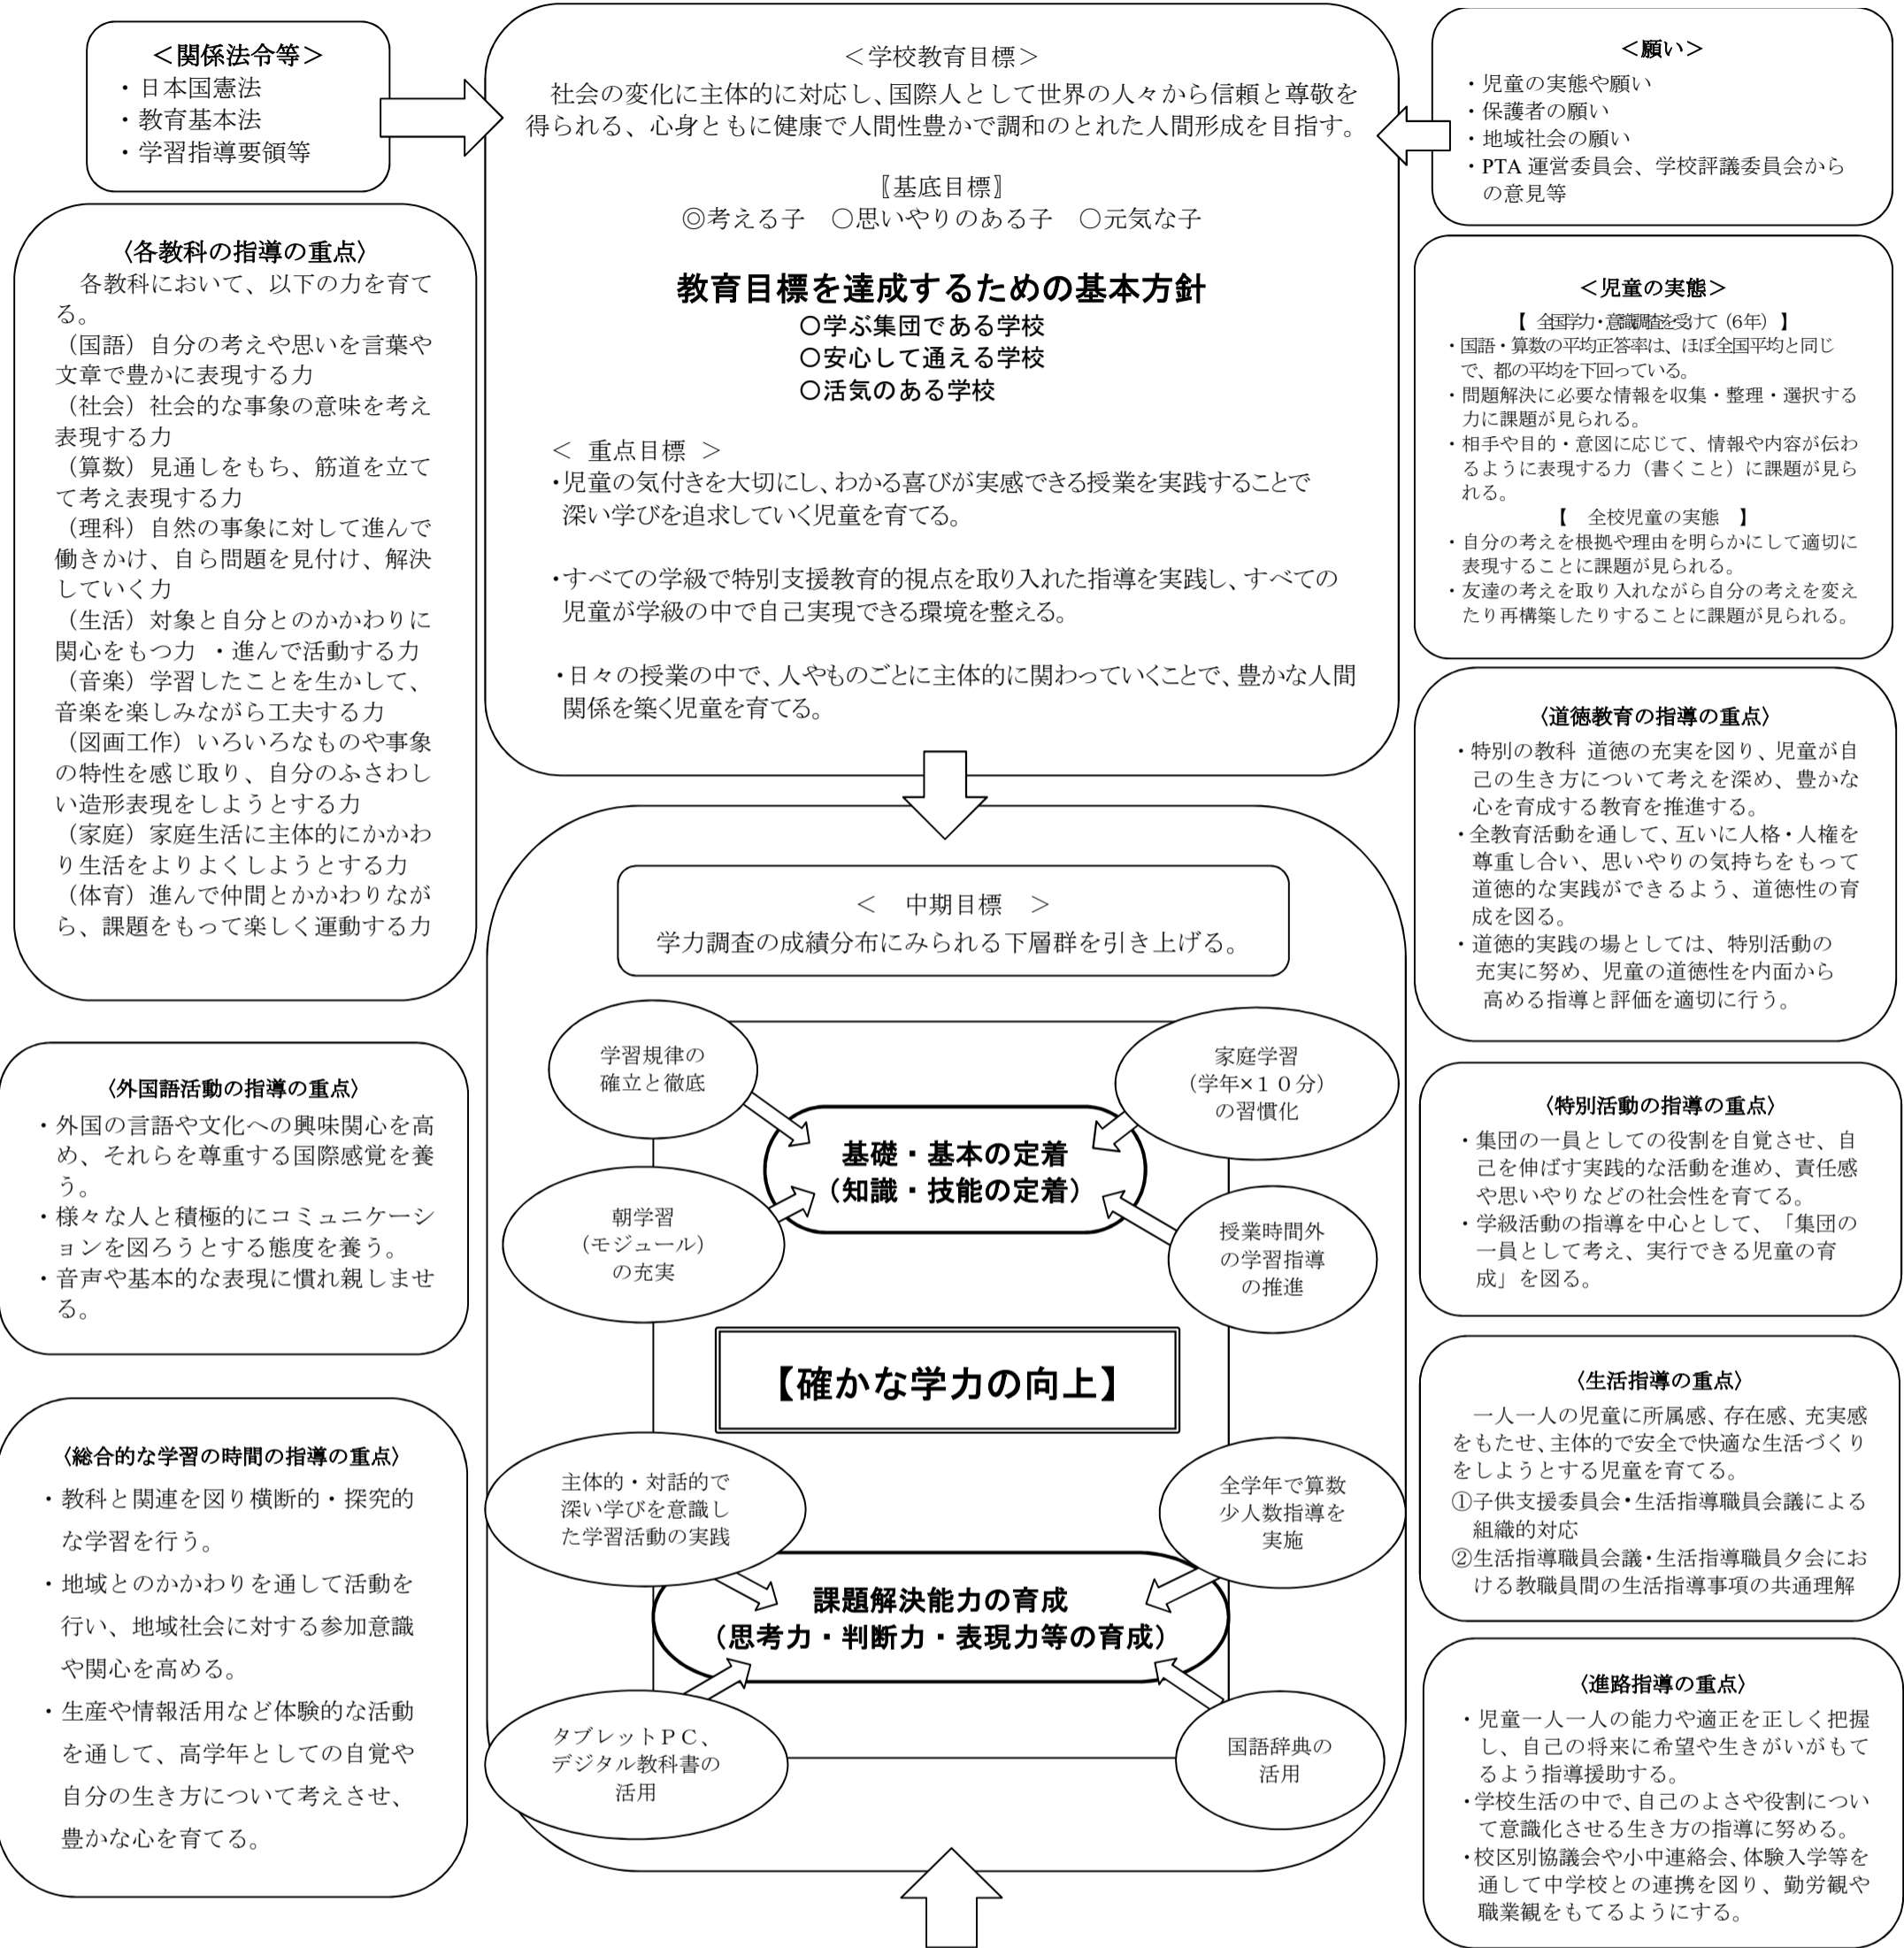 ＜関係法令等＞
・日本国憲法
・教育基本法
・学習指導要領等
＜学校教育目標＞
社会の変化に主体的に対応し、国際人として世界の人々から信頼と尊敬を
得られる、心身ともに健康で人間性豊かで調和のとれた人間形成を目指す。
〖基底目標〗
◎考える子　○思いやりのある子　○元気な子
教育目標を達成するための基本方針
○学ぶ集団である学校
○安心して通える学校
○活気のある学校
＜ 重点目標 ＞
・児童の気付きを大切にし、わかる喜びが実感できる授業を実践することで
深い学びを追求していく児童を育てる。
・すべての学級で特別支援教育的視点を取り入れた指導を実践し、すべての
児童が学級の中で自己実現できる環境を整える。
・日々の授業の中で、人やものごとに主体的に関わっていくことで、豊かな人間
関係を築く児童を育てる。
＜願い＞
・児童の実態や願い
・保護者の願い
・地域社会の願い
・PTA 運営委員会、学校評議委員会から
の意見等
〈各教科の指導の重点〉
各教科において、以下の力を育て
る。
（国語）自分の考えや思いを言葉や
文章で豊かに表現する力
（社会）社会的な事象の意味を考え
表現する力
（算数）見通しをもち、筋道を立て
て考え表現する力
（理科）自然の事象に対して進んで
働きかけ、自ら問題を見付け、解決
していく力
（生活）対象と自分とのかかわりに
関心をもつ力　・進んで活動する力
（音楽）学習したことを生かして、
音楽を楽しみながら工夫する力
（図画工作）いろいろなものや事象
の特性を感じ取り、自分のふさわし
い造形表現をしようとする力
（家庭）家庭生活に主体的にかかわ
り生活をよりよくしようとする力
（体育）進んで仲間とかかわりなが
ら、課題をもって楽しく運動する力
＜児童の実態＞
【 全国学力・意識調査を受けて（6年）】
・国語・算数の平均正答率は、ほぼ全国平均と同じ
で、都の平均を下回っている。
・問題解決に必要な情報を収集・整理・選択する
力に課題が見られる。
・相手や目的・意図に応じて、情報や内容が伝わ
るように表現する力（書くこと）に課題が見ら
れる。
【　全校児童の実態　】
・自分の考えを根拠や理由を明らかにして適切に
表現することに課題が見られる。
・友達の考えを取り入れながら自分の考えを変え
たり再構築したりすることに課題が見られる。
〈道徳教育の指導の重点〉
・特別の教科 道徳の充実を図り、児童が自
己の生き方について考えを深め、豊かな
心を育成する教育を推進する。
・全教育活動を通して、互いに人格・人権を
尊重し合い、思いやりの気持ちをもって
道徳的な実践ができるよう、道徳性の育
成を図る。
・道徳的実践の場としては、特別活動の
充実に努め、児童の道徳性を内面から
高める指導と評価を適切に行う。
＜　中期目標　＞
学力調査の成績分布にみられる下層群を引き上げる。
学習規律の
確立と徹底
家庭学習
（学年×１０分）
の習慣化
基礎・基本の定着
（知識・技能の定着）
朝学習
（モジュール）
の充実
授業時間外
の学習指導
の推進
【確かな学力の向上】
主体的・対話的で
深い学びを意識し
た学習活動の実践
全学年で算数
少人数指導を
実施
課題解決能力の育成
（思考力・判断力・表現力等の育成）
タブレットＰＣ、
デジタル教科書の
活用
国語辞典の
活用
〈外国語活動の指導の重点〉
・外国の言語や文化への興味関心を高
め、それらを尊重する国際感覚を養
う。
・様々な人と積極的にコミュニケーシ
ョンを図ろうとする態度を養う。
・音声や基本的な表現に慣れ親しませ
る。
〈総合的な学習の時間の指導の重点〉
・教科と関連を図り横断的・探究的
な学習を行う。
・地域とのかかわりを通して活動を
行い、地域社会に対する参加意識
や関心を高める。
・生産や情報活用など体験的な活動
を通して、高学年としての自覚や
自分の生き方について考えさせ、
豊かな心を育てる。
〈特別活動の指導の重点〉
・集団の一員としての役割を自覚させ、自
己を伸ばす実践的な活動を進め、責任感
や思いやりなどの社会性を育てる。
・学級活動の指導を中心として、「集団の
一員として考え、実行できる児童の育
成」を図る。
〈生活指導の重点〉
一人一人の児童に所属感、存在感、充実感
をもたせ、主体的で安全で快適な生活づくり
をしようとする児童を育てる。
①子供支援委員会・生活指導職員会議による
組織的対応
②生活指導職員会議・生活指導職員夕会にお
ける教職員間の生活指導事項の共通理解
〈進路指導の重点〉
・児童一人一人の能力や適正を正しく把握
し、自己の将来に希望や生きがいがもて
るよう指導援助する。
・学校生活の中で、自己のよさや役割につい
て意識化させる生き方の指導に努める。
・校区別協議会や小中連絡会、体験入学等を
通して中学校との連携を図り、勤労観や
職業観をもてるようにする。